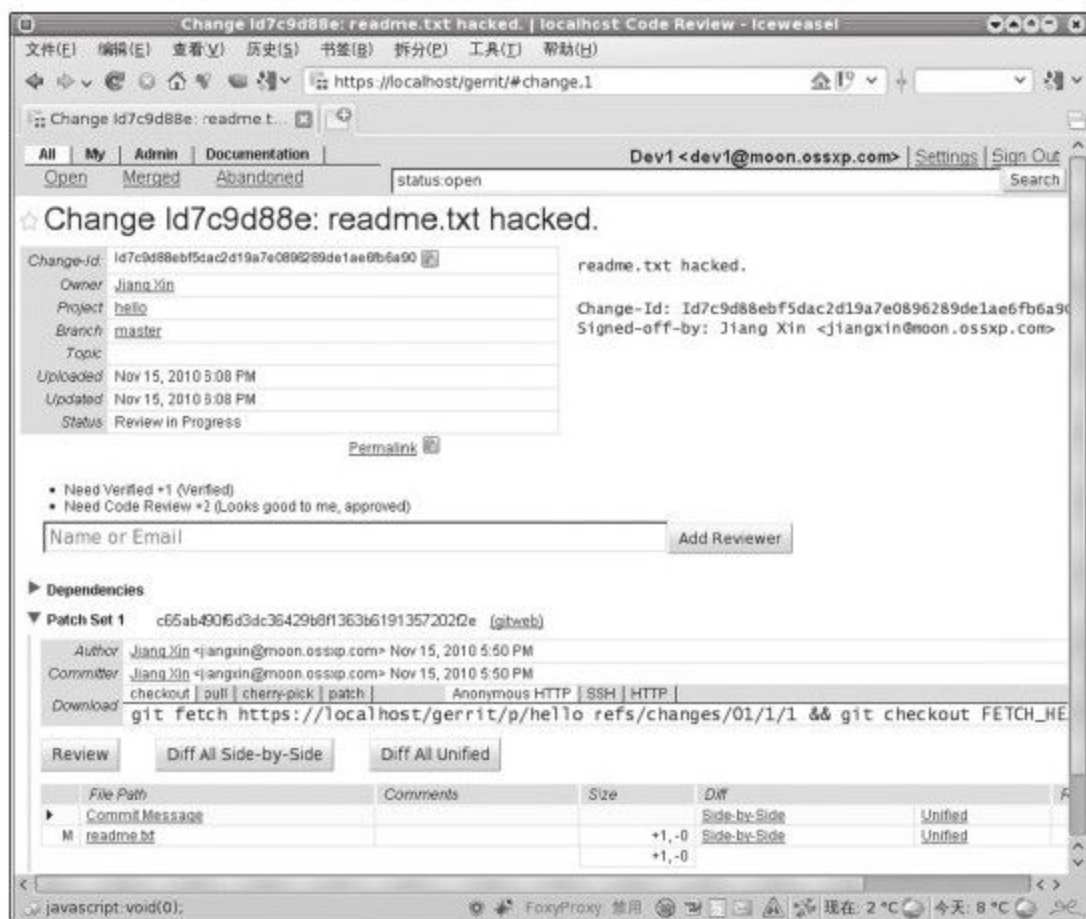 Change Id7c9d88e: readme.txt hacked. | localhost Code Review - Iceweasel
文件(F) 编辑(E) 查看(V) 历史(S) 书签(B) 拆分(P) 工具(T) 帮助(H)
https://localhost/gerrit/#change,1
Change Id7c9d88e: readme t...
All My Admin Documentation Dev1 <dev1@moon.ossxp.com> | Settings | Sign Out
Open Merged Abandoned status:open Search
Change Id7c9d88e: readme.txt hacked.
Change-Id: Id7c9d88ebf5dac2d19a7e0896289de1ae6fb6a90
Owner Jiang Xin
Project hello
Branch master
Topic
Uploaded Nov 15, 2010 6:08 PM
Updated Nov 15, 2010 6:08 PM
Status Review in Progress
Permalink
readme.txt hacked.
Change-Id: Id7c9d88ebf5dac2d19a7e0896289de1ae6fb6a90
Signed-off-by: Jiang Xin <jiangxin@moon.ossxp.com>
• Need Verified +1 (Verified)
• Need Code Review +2 (Looks good to me, approved)
Name or Email Add Reviewer
Dependencies
Patch Set 1 (gitweb)
Author Jiang Xin <jiangxin@moon.ossxp.com> Nov 15, 2010 5:50 PM
Committer Jiang Xin <jiangxin@moon.ossxp.com> Nov 15, 2010 5:50 PM
Download checkout | pull | cherry-pick | patch | Anonymous HTTP | SSH | HTTP |
git fetch https://localhost/gerrit/p/hello refs/changes/01/1/1 && git checkout FETCH_HE
Review Diff All Side-by-Side Diff All Unified
File Path Comments Size Diff
Commit Message Side-by-Side Unified
M readme.txt +1, -0 Side-by-Side Unified
+1, -0
javascript:void(0); FoxyProxy 禁用 现在: 2 °C 今天: 8 °C